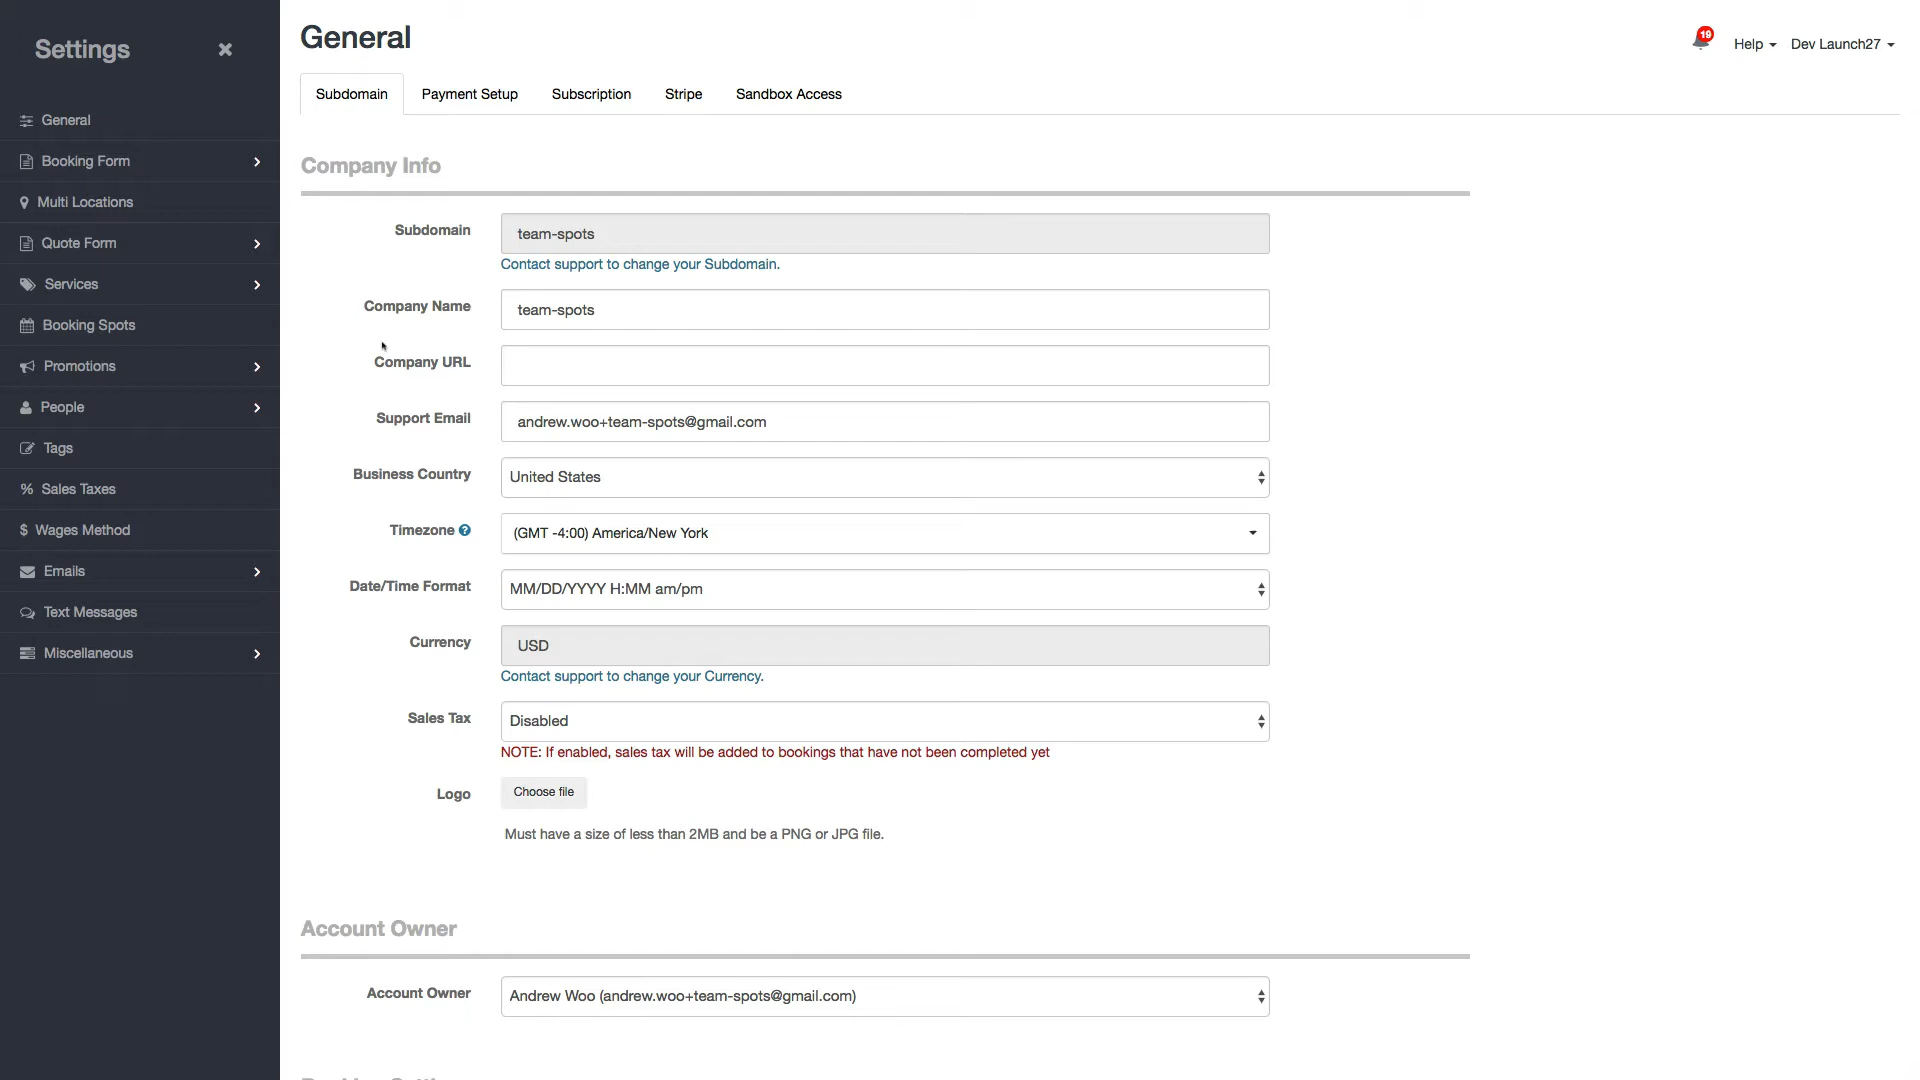 Settings
General
Booking Form
Multi Locations
Quote Form
Services
Booking Spots
Promotions
People
Tags
% Sales Taxes
$ Wages Method
Emails
Text Messages
Miscellaneous
General
19
Help
Dev Launch27
Subdomain
Payment Setup
Subscription
Stripe
Sandbox Access
Company Info
Subdomain
team-spots
Contact support to change your Subdomain.
Company Name
team-spots
Company URL
Support Email
andrew.woo+team-spots@gmail.com
Business Country
United States
Timezone ?
(GMT -4:00) America/New York
Date/Time Format
MM/DD/YYYY H:MM am/pm
Currency
USD
Contact support to change your Currency.
Sales Tax
Disabled
NOTE: If enabled, sales tax will be added to bookings that have not been completed yet
Logo
Choose file
Must have a size of less than 2MB and be a PNG or JPG file.
Account Owner
Account Owner
Andrew Woo (andrew.woo+team-spots@gmail.com)